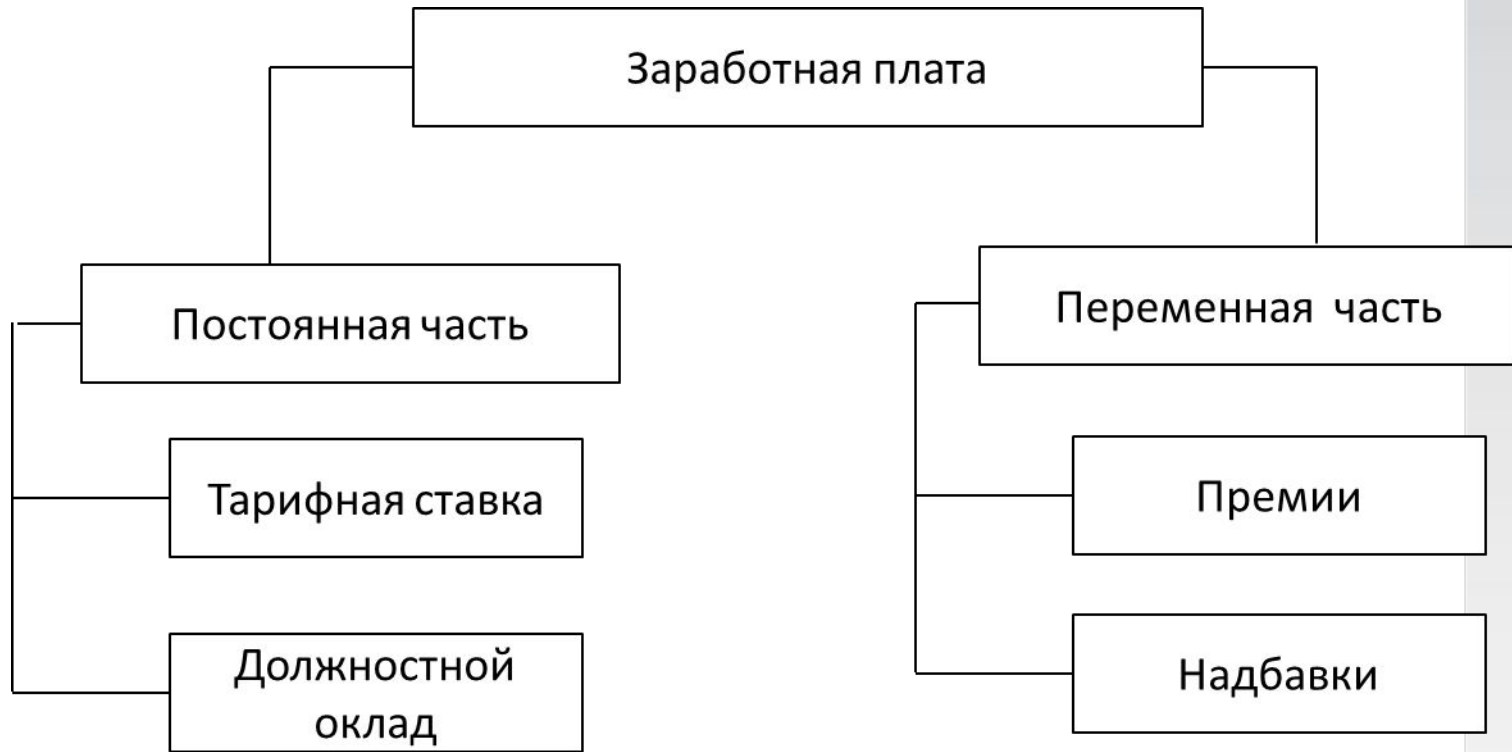 Заработная плата
Постоянная часть
Переменная часть
Тарифная ставка
Премии
Должностной
оклад
Надбавки